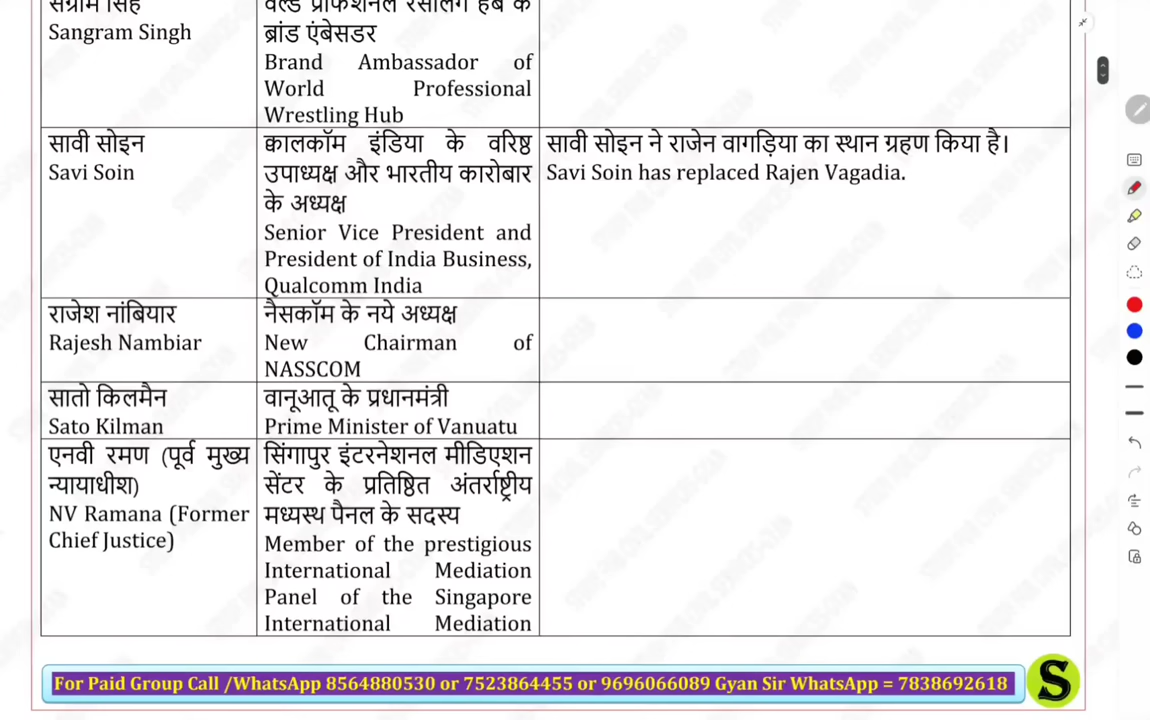 संग्राम सिंह
Sangram Singh
वर्ल्ड प्रोफेशनल रेसलिंग हब के
ब्रांड एंबेसडर
Brand Ambassador of
World Professional
Wrestling Hub
सावी सोइन
Savi Soin
क्वालकॉम इंडिया के वरिष्ठ
उपाध्यक्ष और भारतीय कारोबार
के अध्यक्ष
Senior Vice President and
President of India Business,
Qualcomm India
सावी सोइन ने राजेन वागड़िया का स्थान ग्रहण किया है।
Savi Soin has replaced Rajen Vagadia.
राजेश नांबियार
Rajesh Nambiar
नैसकॉम के नये अध्यक्ष
New Chairman of
NASSCOM
सातो किलमैन
Sato Kilman
वानूआतू के प्रधानमंत्री
Prime Minister of Vanuatu
एनवी रमण (पूर्व मुख्य
न्यायाधीश)
NV Ramana (Former
Chief Justice)
सिंगापुर इंटरनेशनल मीडिएशन
सेंटर के प्रतिष्ठित अंतर्राष्ट्रीय
मध्यस्थ पैनल के सदस्य
Member of the prestigious
International Mediation
Panel of the Singapore
International Mediation
For Paid Group Call /WhatsApp 8564880530 or 7523864455 or 9696066089 Gyan Sir WhatsApp = 7838692618
S